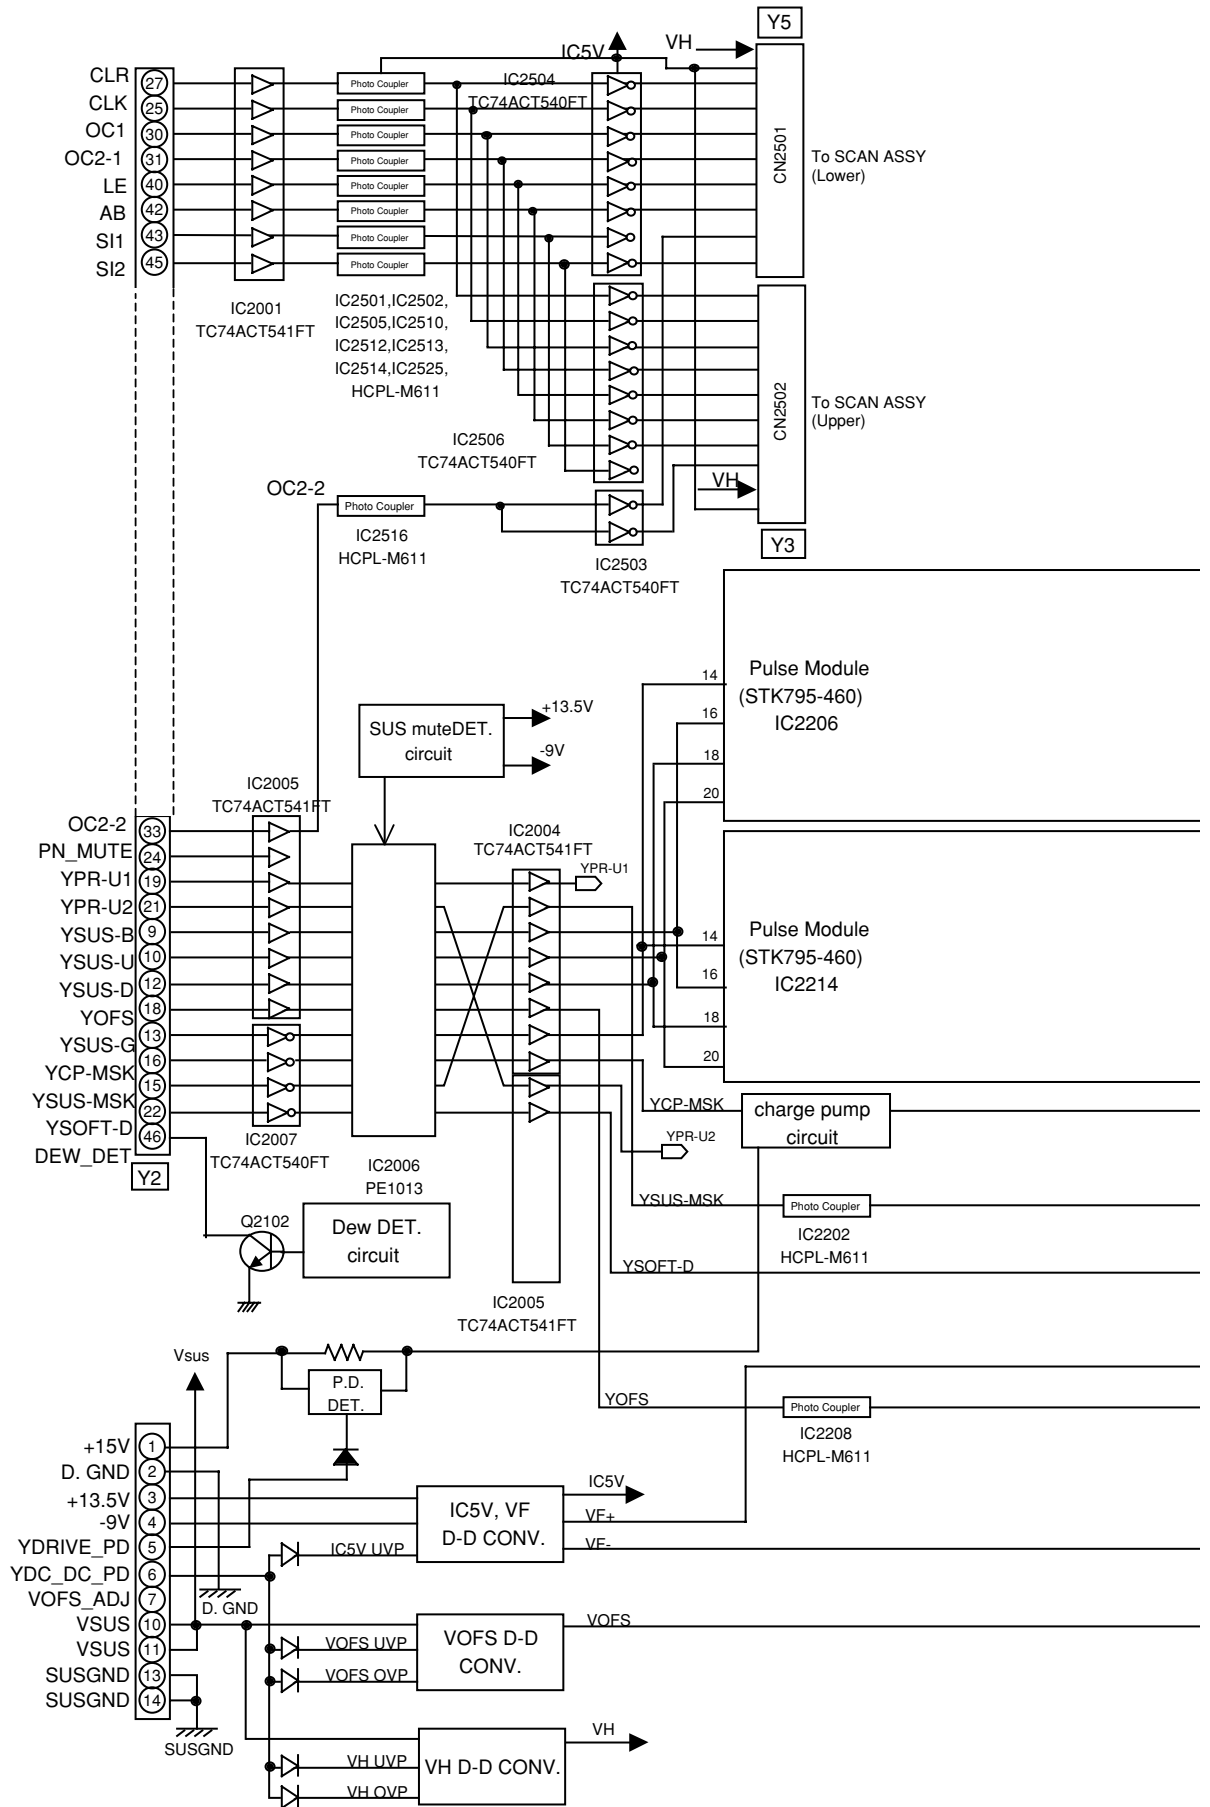 Y5
IC5V
VH
CLR 27
CLK 25
OC1 30
OC2-1 31
LE 40
AB 42
SI1 43
SI2 45
Photo Coupler
Photo Coupler
Photo Coupler
Photo Coupler
Photo Coupler
Photo Coupler
Photo Coupler
Photo Coupler
IC2504
TC74ACT540FT
CN2501
To SCAN ASSY
(Lower)
IC2001
TC74ACT541FT
IC2501,IC2502,
IC2505,IC2510,
IC2512,IC2513,
IC2514,IC2525,
HCPL-M611
CN2502
To SCAN ASSY
(Upper)
IC2506
TC74ACT540FT
VH
OC2-2
Photo Coupler
IC2516
HCPL-M611
Y3
IC2503
TC74ACT540FT
14
16
18
20
Pulse Module
(STK795-460)
IC2206
SUS muteDET.
circuit
+13.5V
-9V
IC2005
TC74ACT541FT
IC2004
TC74ACT541FT
YPR-U1
OC2-2 33
PN_MUTE 24
YPR-U1 19
YPR-U2 21
YSUS-B 9
YSUS-U 10
YSUS-D 12
YOFS 18
YSUS-G 13
YCP-MSK 16
YSUS-MSK 15
YSOFT-D 22
DEW_DET 46
Y2
14
16
18
20
Pulse Module
(STK795-460)
IC2214
IC2007
TC74ACT540FT
IC2006
PE1013
YCP-MSK
charge pump
circuit
YPR-U2
Q2102
Dew DET.
circuit
YSUS-MSK
Photo Coupler
IC2202
HCPL-M611
YSOFT-D
IC2005
TC74ACT541FT
Vsus
P.D.
DET.
YOFS
Photo Coupler
IC2208
HCPL-M611
+15V 1
D. GND 2
+13.5V 3
-9V 4
YDRIVE_PD 5
YDC_DC_PD 6
VOFS_ADJ 7
VSUS 10
VSUS 11
SUSGND 13
SUSGND 14
D. GND
SUSGND
IC5V UVP
IC5V, VF
D-D CONV.
IC5V
VF+
VF-
VOFS UVP
VOFS OVP
VOFS D-D
CONV.
VOFS
VH UVP
VH OVP
VH D-D CONV.
VH